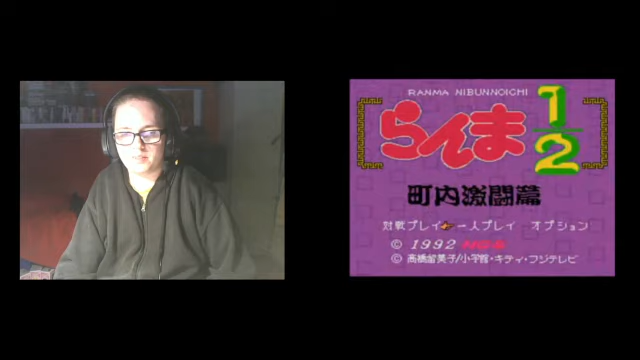 RANMA NIBUNNOICHI
らんま 1/2
町内激闘篇
対戦プレイ 一人プレイ オプション
© 1992 NCS
© 高橋留美子/小学館・キティ・フジテレビ